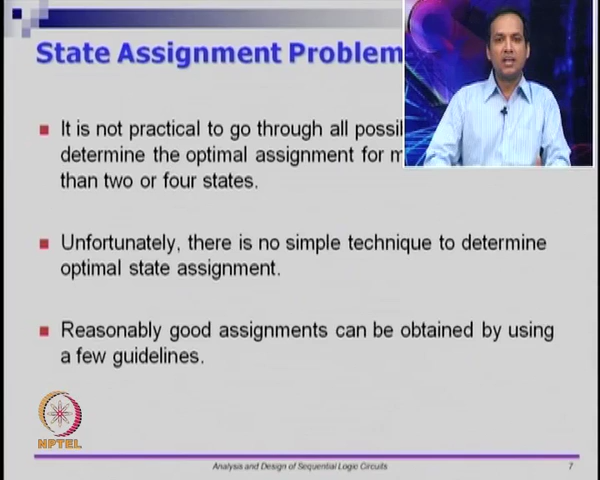 State Assignment Problem
It is not practical to go through all possil
determine the optimal assignment for m
than two or four states.
Unfortunately, there is no simple technique to determine
optimal state assignment.
Reasonably good assignments can be obtained by using
a few guidelines.
NPTEL
Analysis and Design of Sequential Logic Circuits
7